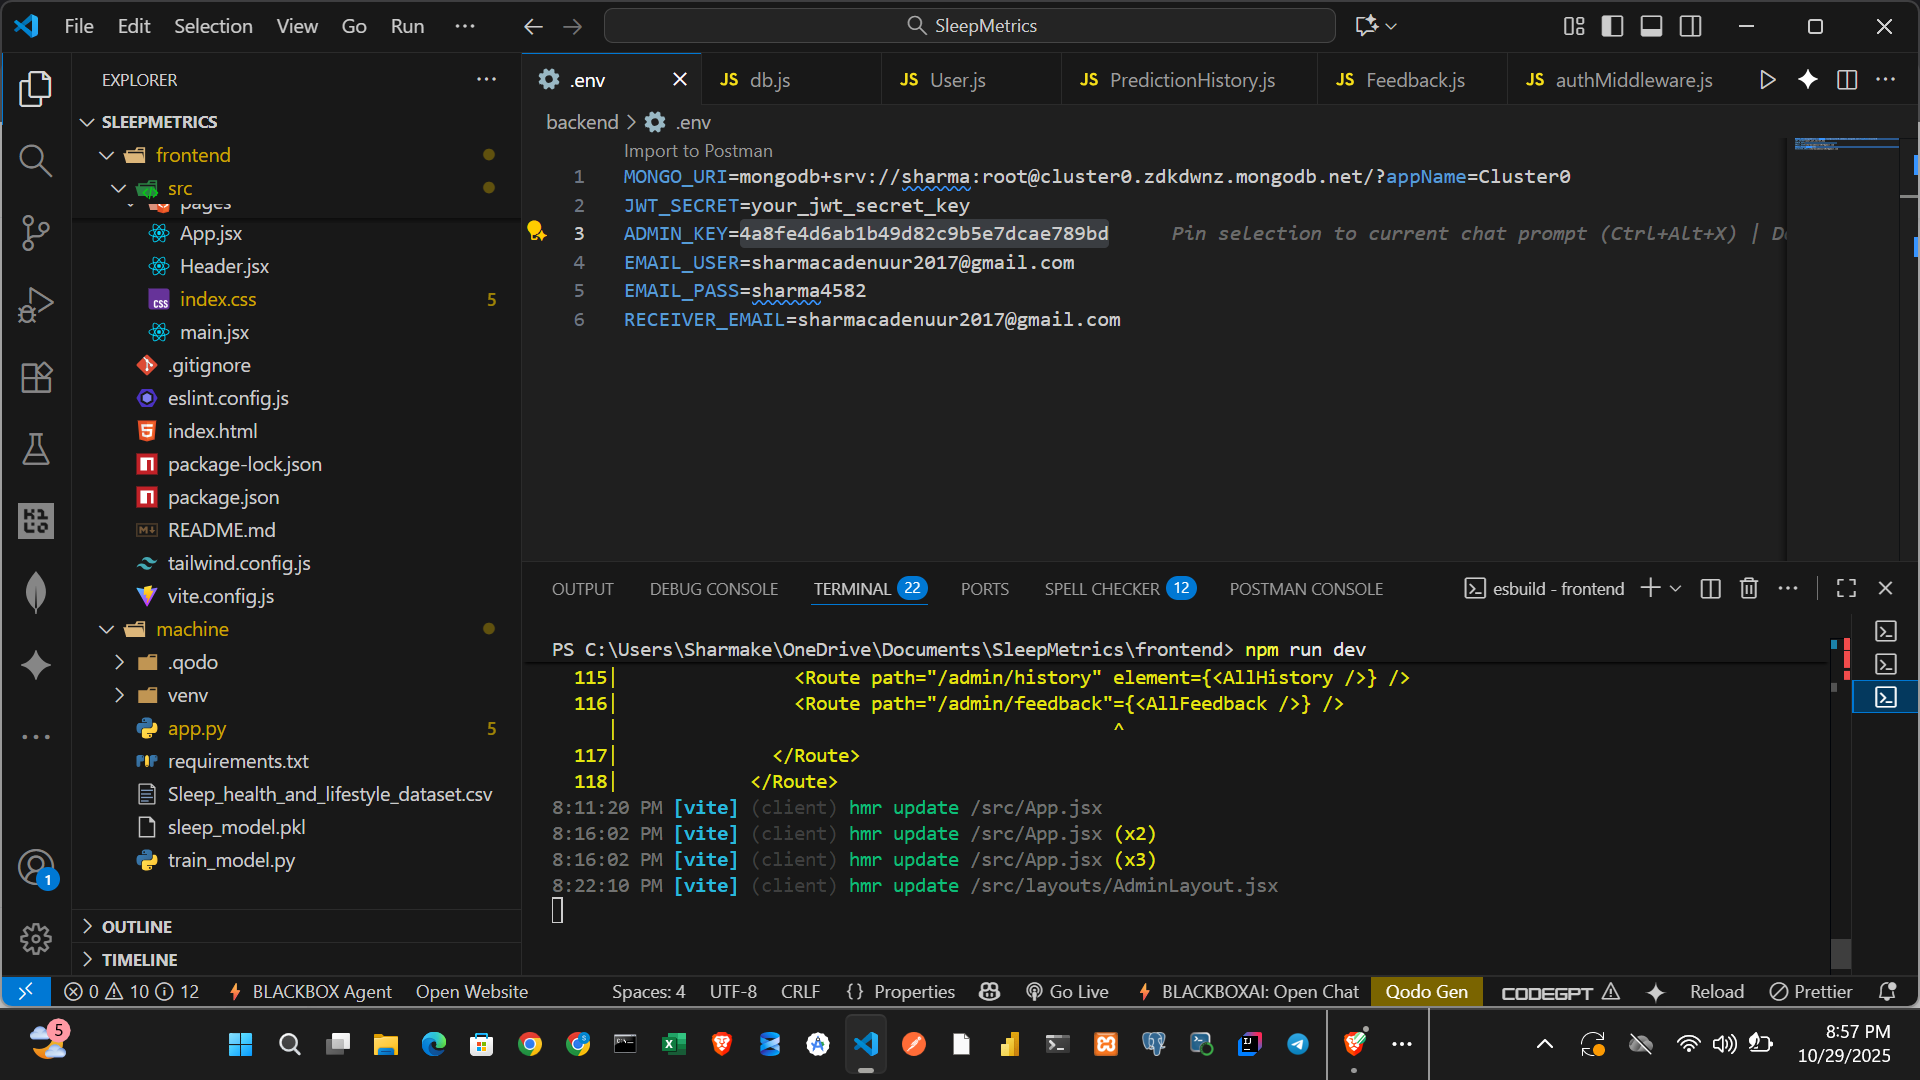 File Edit Selection View Go Run ··· SleepMetrics
EXPLORER
SLEEPMETRICS
frontend
src
pages
App.jsx
Header.jsx
index.css 5
main.jsx
.gitignore
eslint.config.js
index.html
package-lock.json
package.json
README.md
tailwind.config.js
vite.config.js
machine
.qodo
venv
app.py 5
requirements.txt
Sleep_health_and_lifestyle_dataset.csv
sleep_model.pkl
train_model.py
OUTLINE
TIMELINE
1
.env JS db.js JS User.js JS PredictionHistory.js JS Feedback.js JS authMiddleware.js
backend > .env
Import to Postman
1 MONGO_URI=mongodb+srv://sharma:root@cluster0.zdkdwnz.mongodb.net/?appName=Cluster0
2 JWT_SECRET=your_jwt_secret_key
3 ADMIN_KEY=4a8fe4d6ab1b49d82c9b5e7dcae789bd Pin selection to current chat prompt (Ctrl+Alt+X) |
4 EMAIL_USER=sharmacadenuur2017@gmail.com
5 EMAIL_PASS=sharma4582
6 RECEIVER_EMAIL=sharmacadenuur2017@gmail.com
OUTPUT DEBUG CONSOLE TERMINAL 22 PORTS SPELL CHECKER 12 POSTMAN CONSOLE esbuild - frontend
PS C:\Users\Sharmake\OneDrive\Documents\SleepMetrics\frontend> npm run dev
115| <Route path="/admin/history" element={<AllHistory />} />
116| <Route path="/admin/feedback"={<AllFeedback />} />
| ^
117| </Route>
118| </Route>
8:11:20 PM [vite] (client) hmr update /src/App.jsx
8:16:02 PM [vite] (client) hmr update /src/App.jsx (x2)
8:16:02 PM [vite] (client) hmr update /src/App.jsx (x3)
8:22:10 PM [vite] (client) hmr update /src/layouts/AdminLayout.jsx
0 10 12 BLACKBOX Agent Open Website Spaces: 4 UTF-8 CRLF {} Properties Go Live BLACKBOXAI: Open Chat Qodo Gen CODEGPT Reload Prettier
5
8:57 PM
10/29/2025